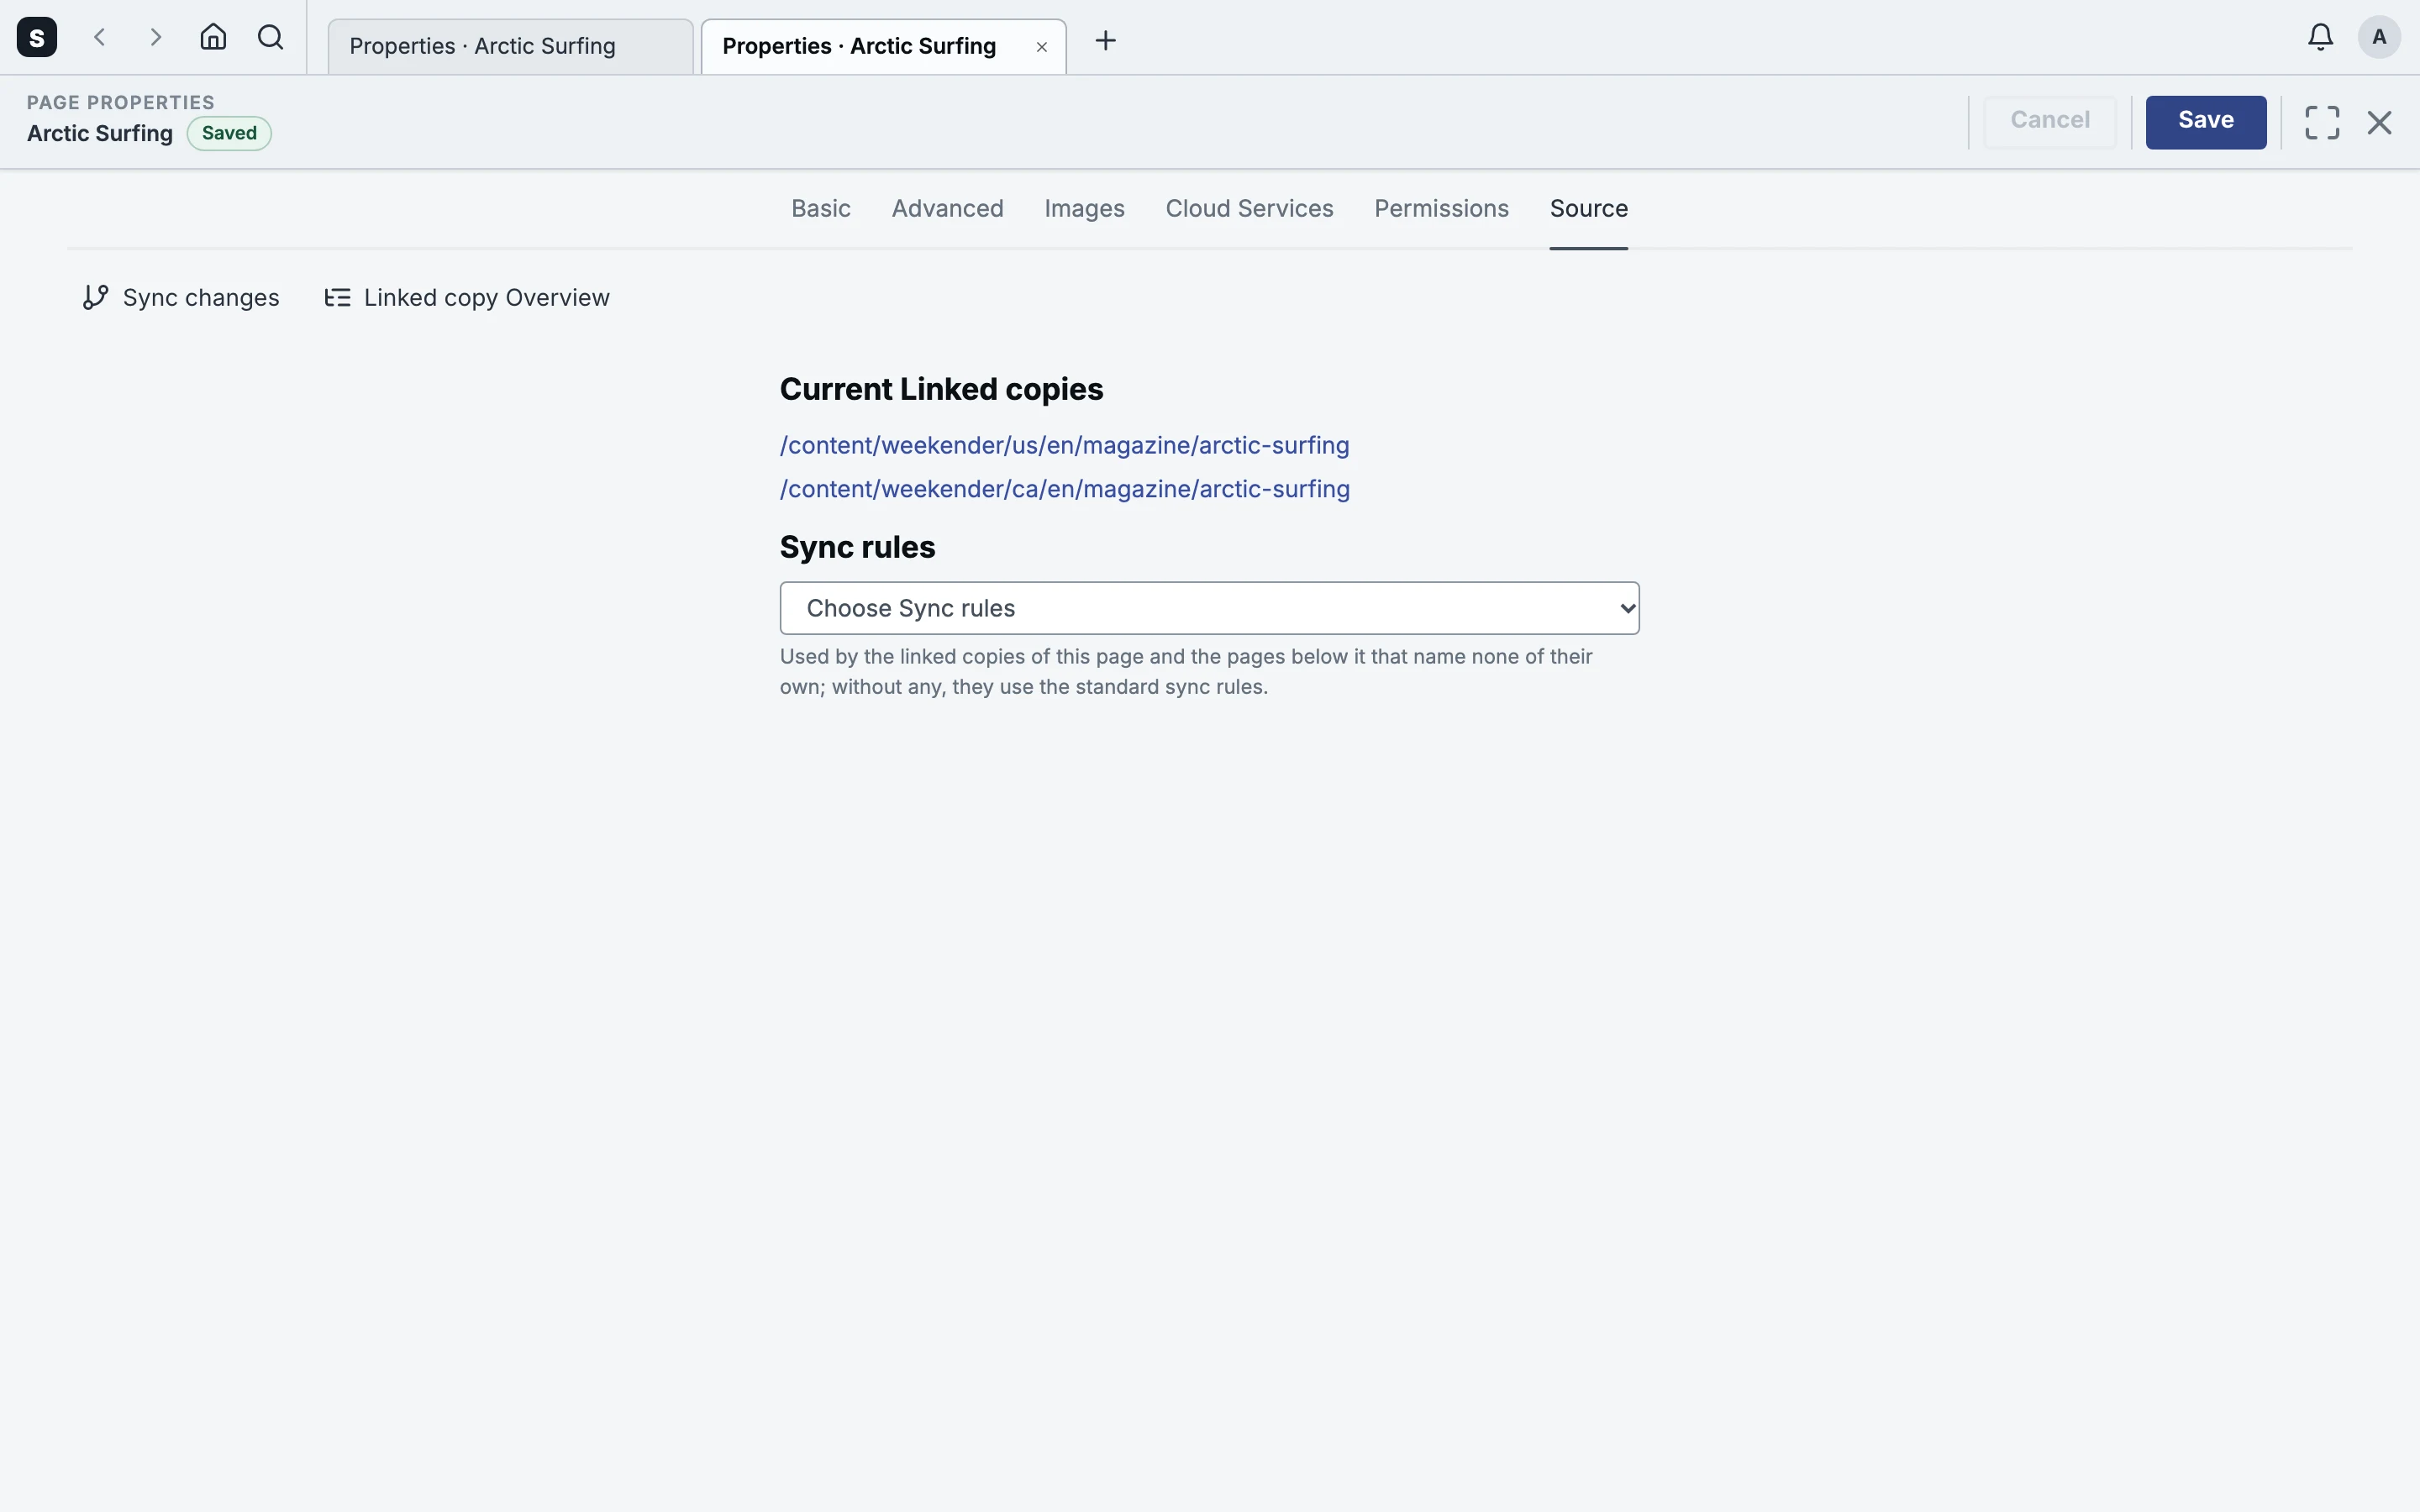 S
Properties · Arctic Surfing
Properties · Arctic Surfing
A
PAGE PROPERTIES
Arctic Surfing
Saved
Cancel
Save
Basic
Advanced
Images
Cloud Services
Permissions
Source
Sync changes
Linked copy Overview
Current Linked copies
/content/weekender/us/en/magazine/arctic-surfing
/content/weekender/ca/en/magazine/arctic-surfing
Sync rules
Choose Sync rules
Used by the linked copies of this page and the pages below it that name none of their
own; without any, they use the standard sync rules.